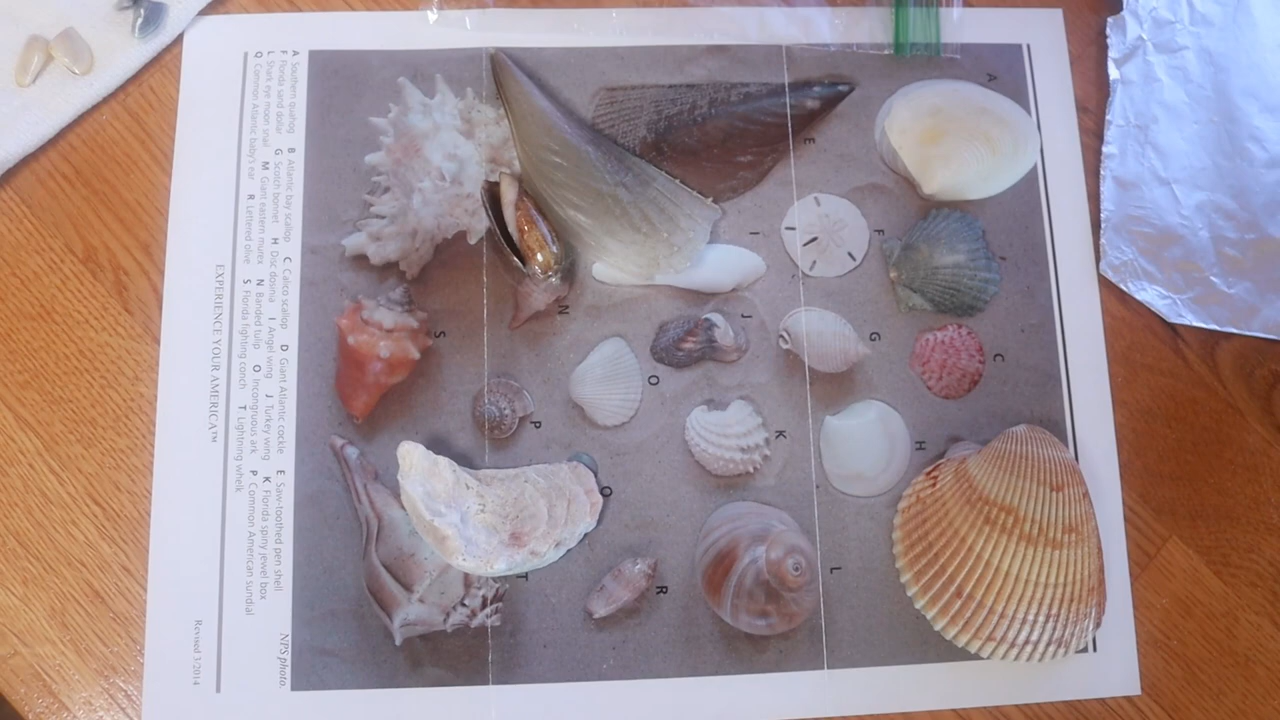 A
E
F
I
C
J
N
G
S
O
H
P
K
Q
T
R
L
A Southern quahog B Atlantic bay scallop C Calico scallop D Giant Atlantic cockle E Saw-toothed pen shell
F Florida sand dollar G Scotch bonnet H Disc dosinia I Angel wing J Turkey wing K Florida spiny jewel box
L Shark eye moon snail M Giant eastern murex N Banded tulip O Incongruous ark P Common American sundial
Q Common Atlantic baby's ear R Lettered olive S Florida fighting conch T Lightning whelk
NPS photo.
EXPERIENCE YOUR AMERICA™
Revised 3/2014